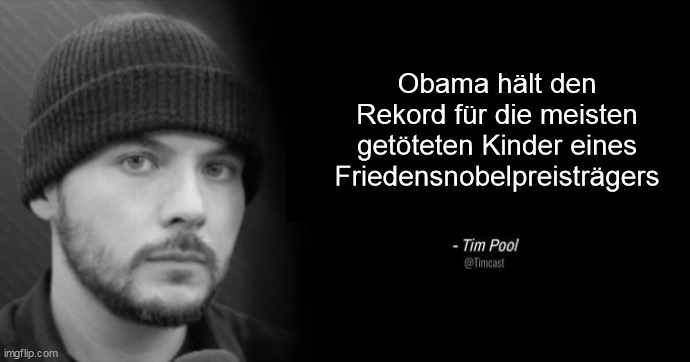 Obama hält den
Rekord für die meisten
getöteten Kinder eines
Friedensnobelpreisträgers
- Tim Pool
@Timcast
imgflip.com